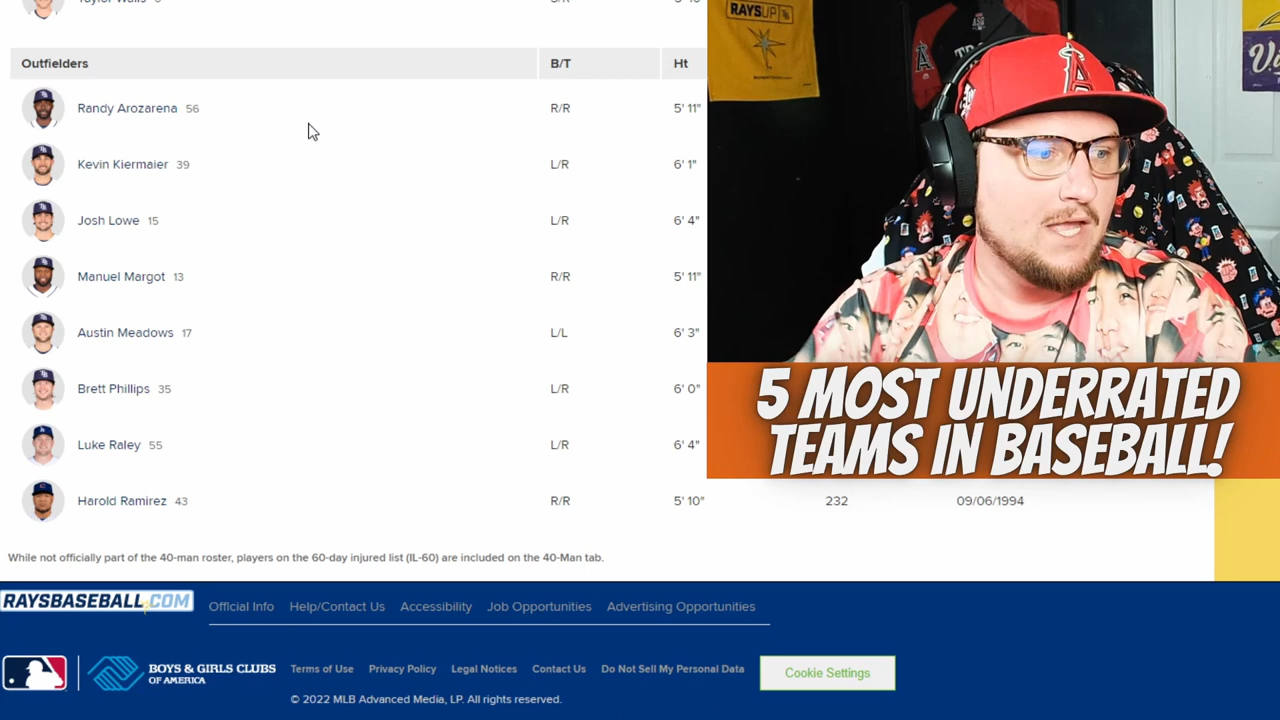 Outfielders B/T Ht
Randy Arozarena 56 R/R 5' 11"
Kevin Kiermaier 39 L/R 6' 1"
Josh Lowe 15 L/R 6' 4"
Manuel Margot 13 R/R 5' 11"
Austin Meadows 17 L/L 6' 3"
Brett Phillips 35 L/R 6' 0"
Luke Raley 55 L/R 6' 4"
Harold Ramirez 43 R/R 5' 10" 232 09/06/1994
While not officially part of the 40-man roster, players on the 60-day injured list (IL-60) are included on the 40-Man tab.
RAYS UP
A
5 MOST UNDERRATED
TEAMS IN BASEBALL!
RAYSBASEBALL.COM
Official Info Help/Contact Us Accessibility Job Opportunities Advertising Opportunities
BOYS & GIRLS CLUBS
OF AMERICA
Terms of Use Privacy Policy Legal Notices Contact Us Do Not Sell My Personal Data
Cookie Settings
© 2022 MLB Advanced Media, LP. All rights reserved.